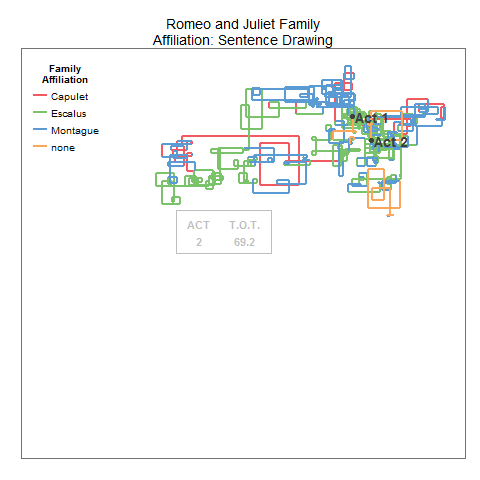 Romeo and Juliet Family
Affiliation: Sentence Drawing
Family
Affiliation
Capulet
Escalus
Montague
none
Act 1
Act 2
ACT T.O.T.
2 69.2